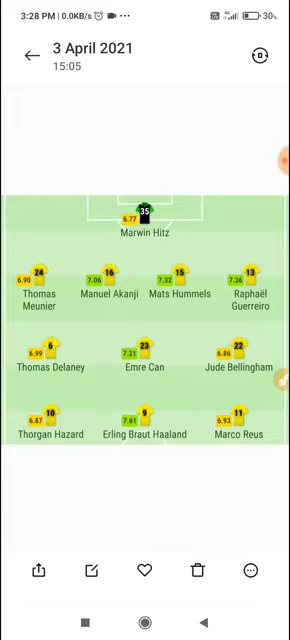 3:28 PM | 0.0KB/s
30%
3 April 2021
15:05
35
6.77
Marwin Hitz
24 16 15 13
6.90 7.06 7.32 7.36
Thomas Meunier
Manuel Akanji
Mats Hummels
Raphaël Guerreiro
6 23 22
6.99 7.21 6.86
Thomas Delaney
Emre Can
Jude Bellingham
10 9 11
6.87 7.61 6.93
Thorgan Hazard
Erling Braut Haaland
Marco Reus